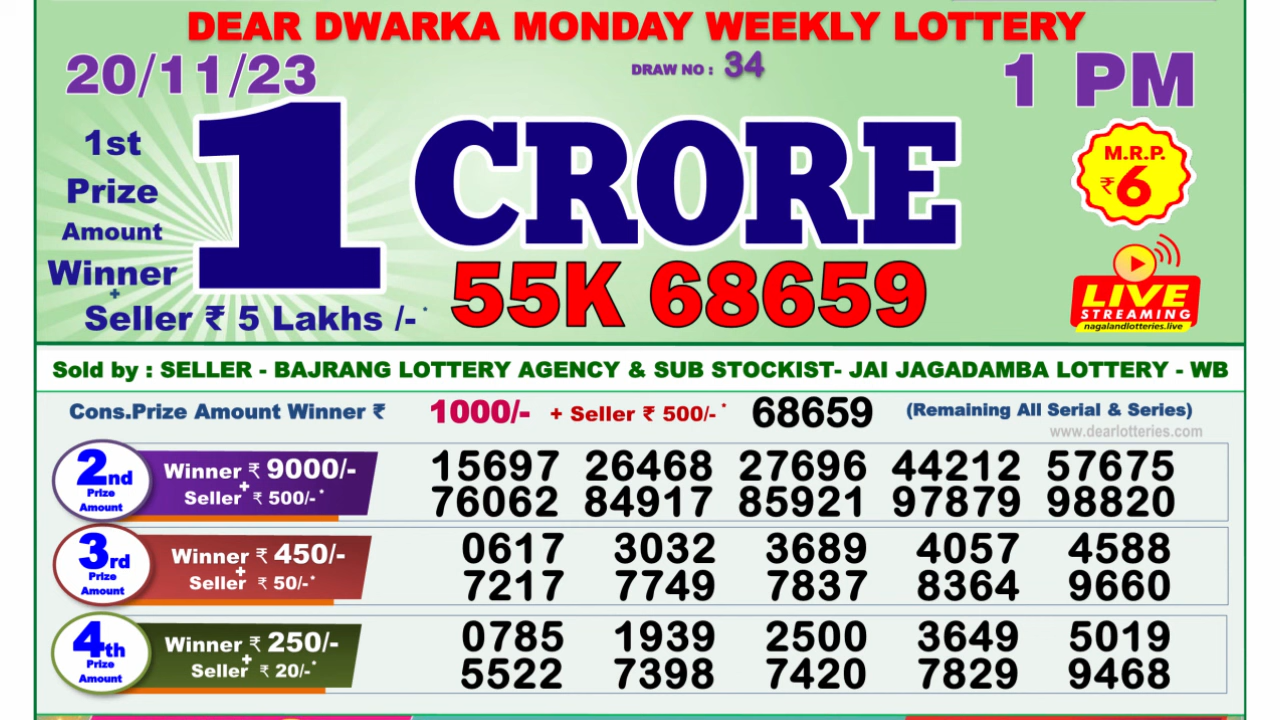 DEAR DWARKA MONDAY WEEKLY LOTTERY
20/11/23 DRAW NO : 34 1 PM
1 CRORE
1st
Prize
Amount
Winner
+
Seller ₹ 5 Lakhs /-*
55K 68659
M.R.P.
₹6
LIVE
STREAMING
nagalandlotteries.live
Sold by : SELLER - BAJRANG LOTTERY AGENCY & SUB STOCKIST- JAI JAGADAMBA LOTTERY - WB
Cons.Prize Amount Winner ₹ 1000/- + Seller ₹ 500/-* 68659 (Remaining All Serial & Series)
www.dearlotteries.com
2nd
Prize
Amount
Winner ₹ 9000/-
+
Seller ₹ 500/-*
15697 26468 27696 44212 57675
76062 84917 85921 97879 98820
3rd
Prize
Amount
Winner ₹ 450/-
+
Seller ₹ 50/-*
0617 3032 3689 4057 4588
7217 7749 7837 8364 9660
4th
Prize
Amount
Winner ₹ 250/-
+
Seller ₹ 20/-*
0785 1939 2500 3649 5019
5522 7398 7420 7829 9468